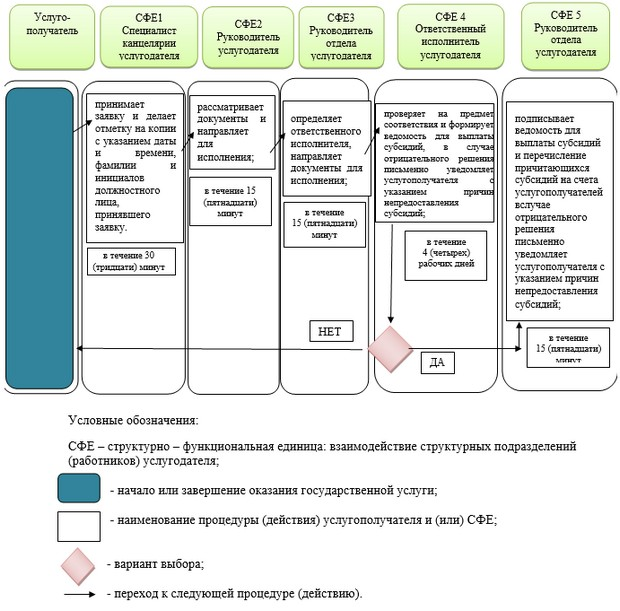 Услуго-
получатель
СФЕ1
Специалист
канцелярии
услугодателя
СФЕ2
Руководитель
услугодателя
СФЕ3
Руководитель
отдела
услугодателя
СФЕ 4
Ответственный
исполнитель
услугодателя
СФЕ 5
Руководитель
отдела
услугодателя
принимает
заявку и делает
отметку на копии
с указанием даты
и времени,
фамилии и
инициалов
должностного
лица,
принявшего
заявку.
в течение 30
(тридцати) минут
рассматривает
документы и
направляет
для
исполнения;
в течение 15
(пятнадцати)
минут
определяет
ответственного
исполнителя,
направляет
документы для
исполнения;
в течение
15 (пятнадцати)
минут
проверяет на предмет
соответствия и формирует
ведомость для выплаты
субсидий, в случае
отрицательного решения
письменно уведомляет
услугополучателя с
указанием причин
непредоставления
субсидий;
в течение
4 (четырех)
рабочих дней
подписывает
ведомость для
выплаты субсидий
и перечисление
причитающихся
субсидий на счета
услугополучателей
вслучае
отрицательного
решения
письменно
уведомляет
услугополучателя с
указанием причин
непредоставления
субсидий;
в течение
15 (пятнадцати)
минут
НЕТ
ДА
Условные обозначения:
СФЕ – структурно – функциональная единица: взаимодействие структурных подразделений
(работников) услугодателя;
- начало или завершение оказания государственной услуги;
- наименование процедуры (действия) услугополучателя и (или) СФЕ;
- вариант выбора;
- переход к следующей процедуре (действию).